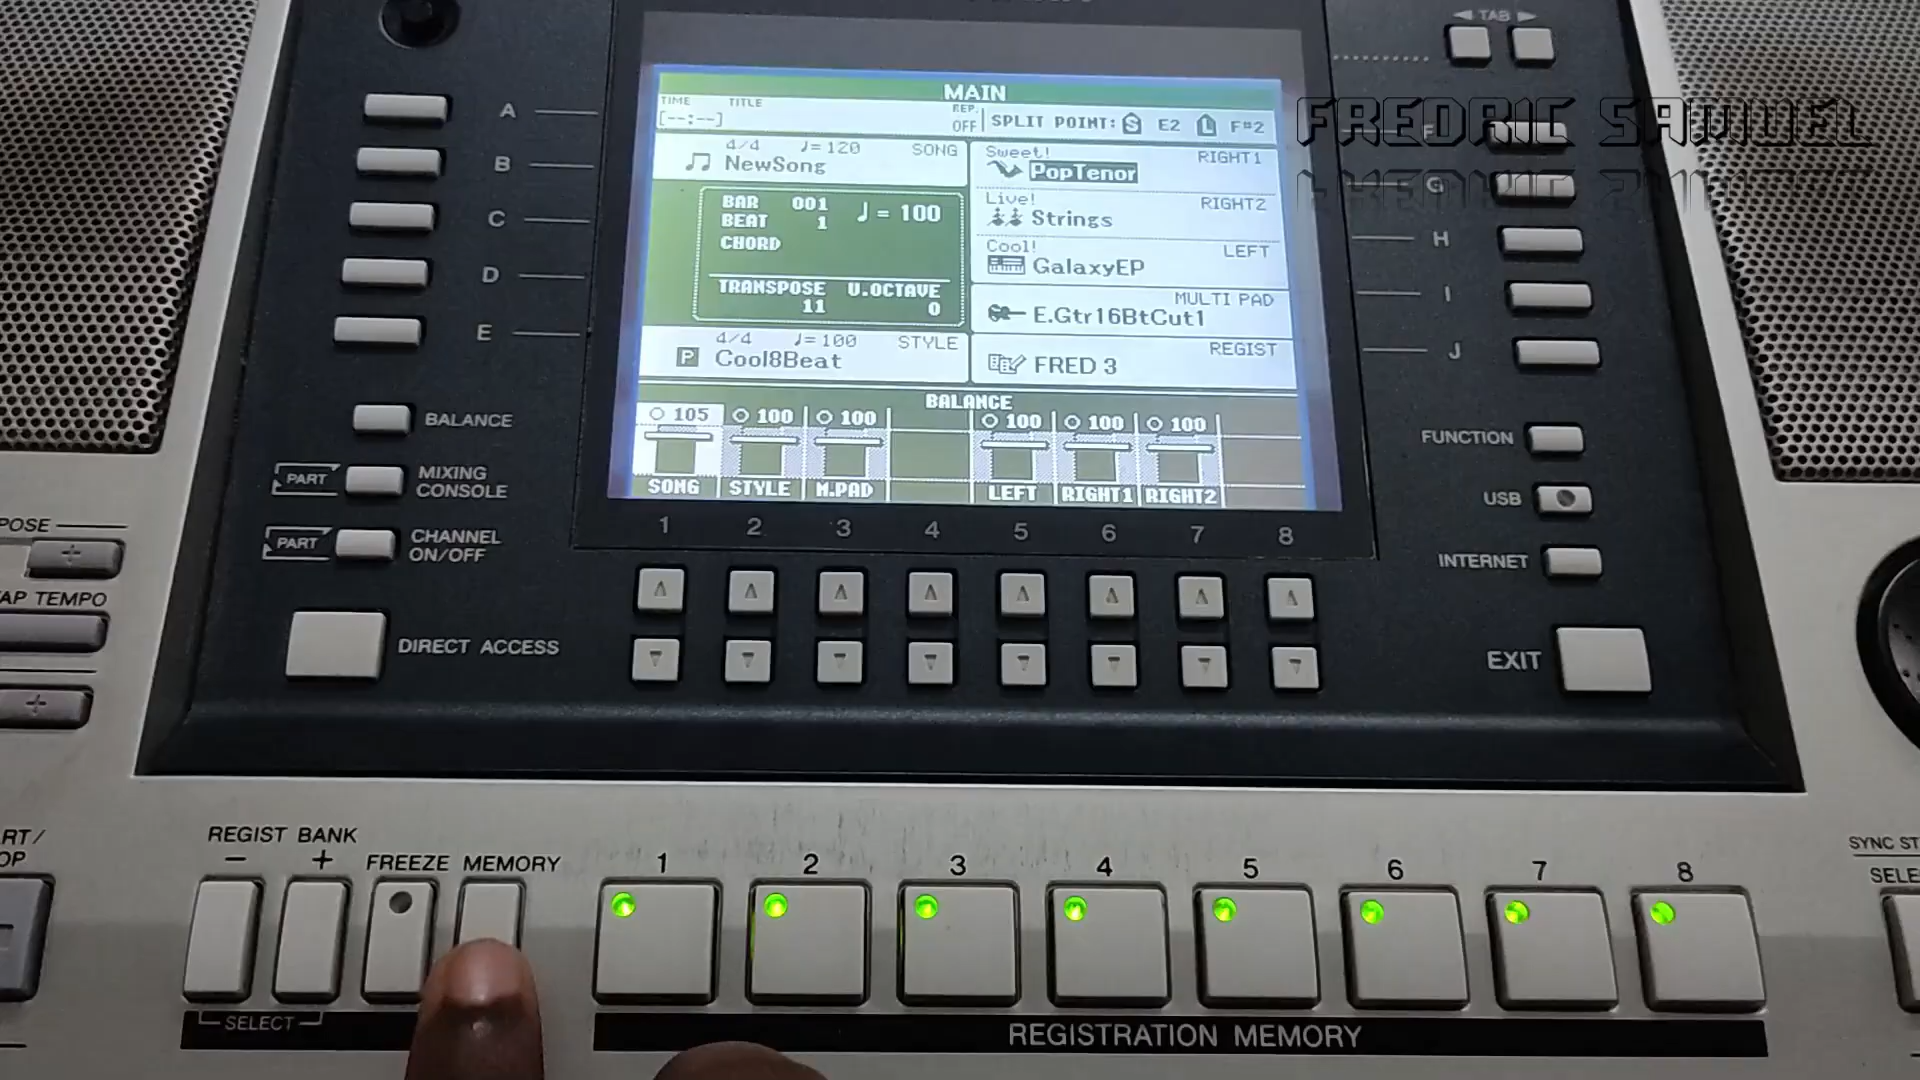 TAB
FREDRIC SAMUEL
MAIN
TIME TITLE REP.
[--:--] OFF SPLIT POINT: S E2 L F#2
4/4 ♩=120 SONG
NewSong
BAR 001 ♩= 100
BEAT 1
CHORD
TRANSPOSE U.OCTAVE
11 0
4/4 ♩=100 STYLE
P Cool8Beat
Sweet! RIGHT1
PopTenor
Live! RIGHT2
Strings
Cool! LEFT
GalaxyEP
MULTI PAD
E.Gtr16BtCut1
REGIST
FRED 3
BALANCE
105 100 100 100 100 100
SONG STYLE M.PAD LEFT RIGHT1 RIGHT2
1 2 3 4 5 6 7 8
A
B
C
D
E
G
H
I
J
BALANCE
PART MIXING
CONSOLE
PART CHANNEL
ON/OFF
DIRECT ACCESS
FUNCTION
USB
INTERNET
EXIT
POSE
+
AP TEMPO
+
RT/
OP
REGIST BANK
- +
FREEZE MEMORY
SELECT
1 2 3 4 5 6 7 8
REGISTRATION MEMORY
SYNC ST
SELE